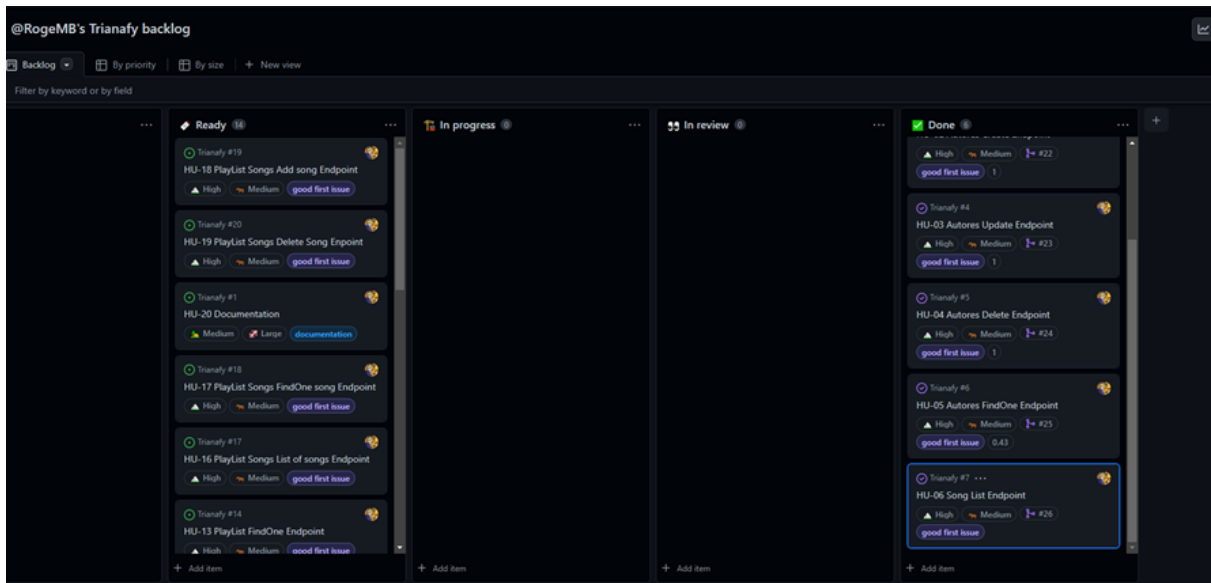 @RogeMB's Trianafy backlog
Backlog
By priority
By size
+ New view
Filter by keyword or by field
Ready 14
Trianafy #19
HU-18 PlayList Songs Add song Endpoint
High Medium good first issue
Trianafy #20
HU-19 PlayList Songs Delete Song Enpoint
High Medium good first issue
Trianafy #1
HU-20 Documentation
Medium Large documentation
Trianafy #18
HU-17 PlayList Songs FindOne song Endpoint
High Medium good first issue
Trianafy #17
HU-16 PlayList Songs List of songs Endpoint
High Medium good first issue
Trianafy #14
HU-13 PlayList FindOne Endpoint
High Medium good first issue
+ Add item
In progress 0
+ Add item
In review 0
+ Add item
Done 6
High Medium #22
good first issue 1
Trianafy #4
HU-03 Autores Update Endpoint
High Medium #23
good first issue 1
Trianafy #5
HU-04 Autores Delete Endpoint
High Medium #24
good first issue 1
Trianafy #6
HU-05 Autores FindOne Endpoint
High Medium #25
good first issue 0.43
Trianafy #7 ...
HU-06 Song List Endpoint
High Medium #26
good first issue
+ Add item